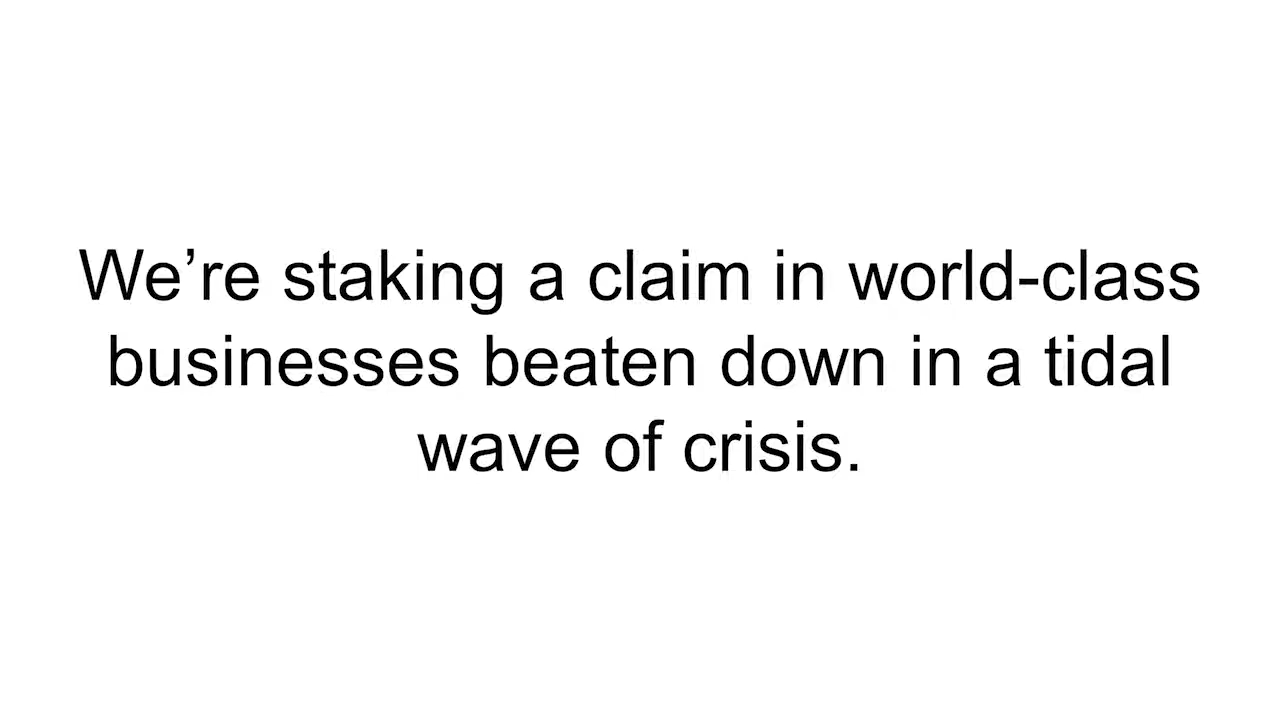 We’re staking a claim in world-class
businesses beaten down in a tidal
wave of crisis.